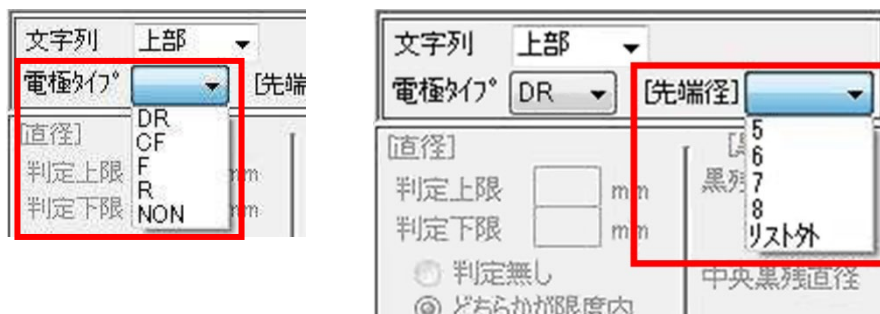 文字列 上部
電極ﾀｲﾌﾟ [先端
DR
CF
F
R
NON
[直径]
判定上限 mm
判定下限 mm
文字列 上部
電極ﾀｲﾌﾟ DR [先端径]
5
6
7
8
リスト外
[直径]
判定上限 mm
判定下限 mm
判定無し
どちらかが限度内
黒残
中央黒残直径